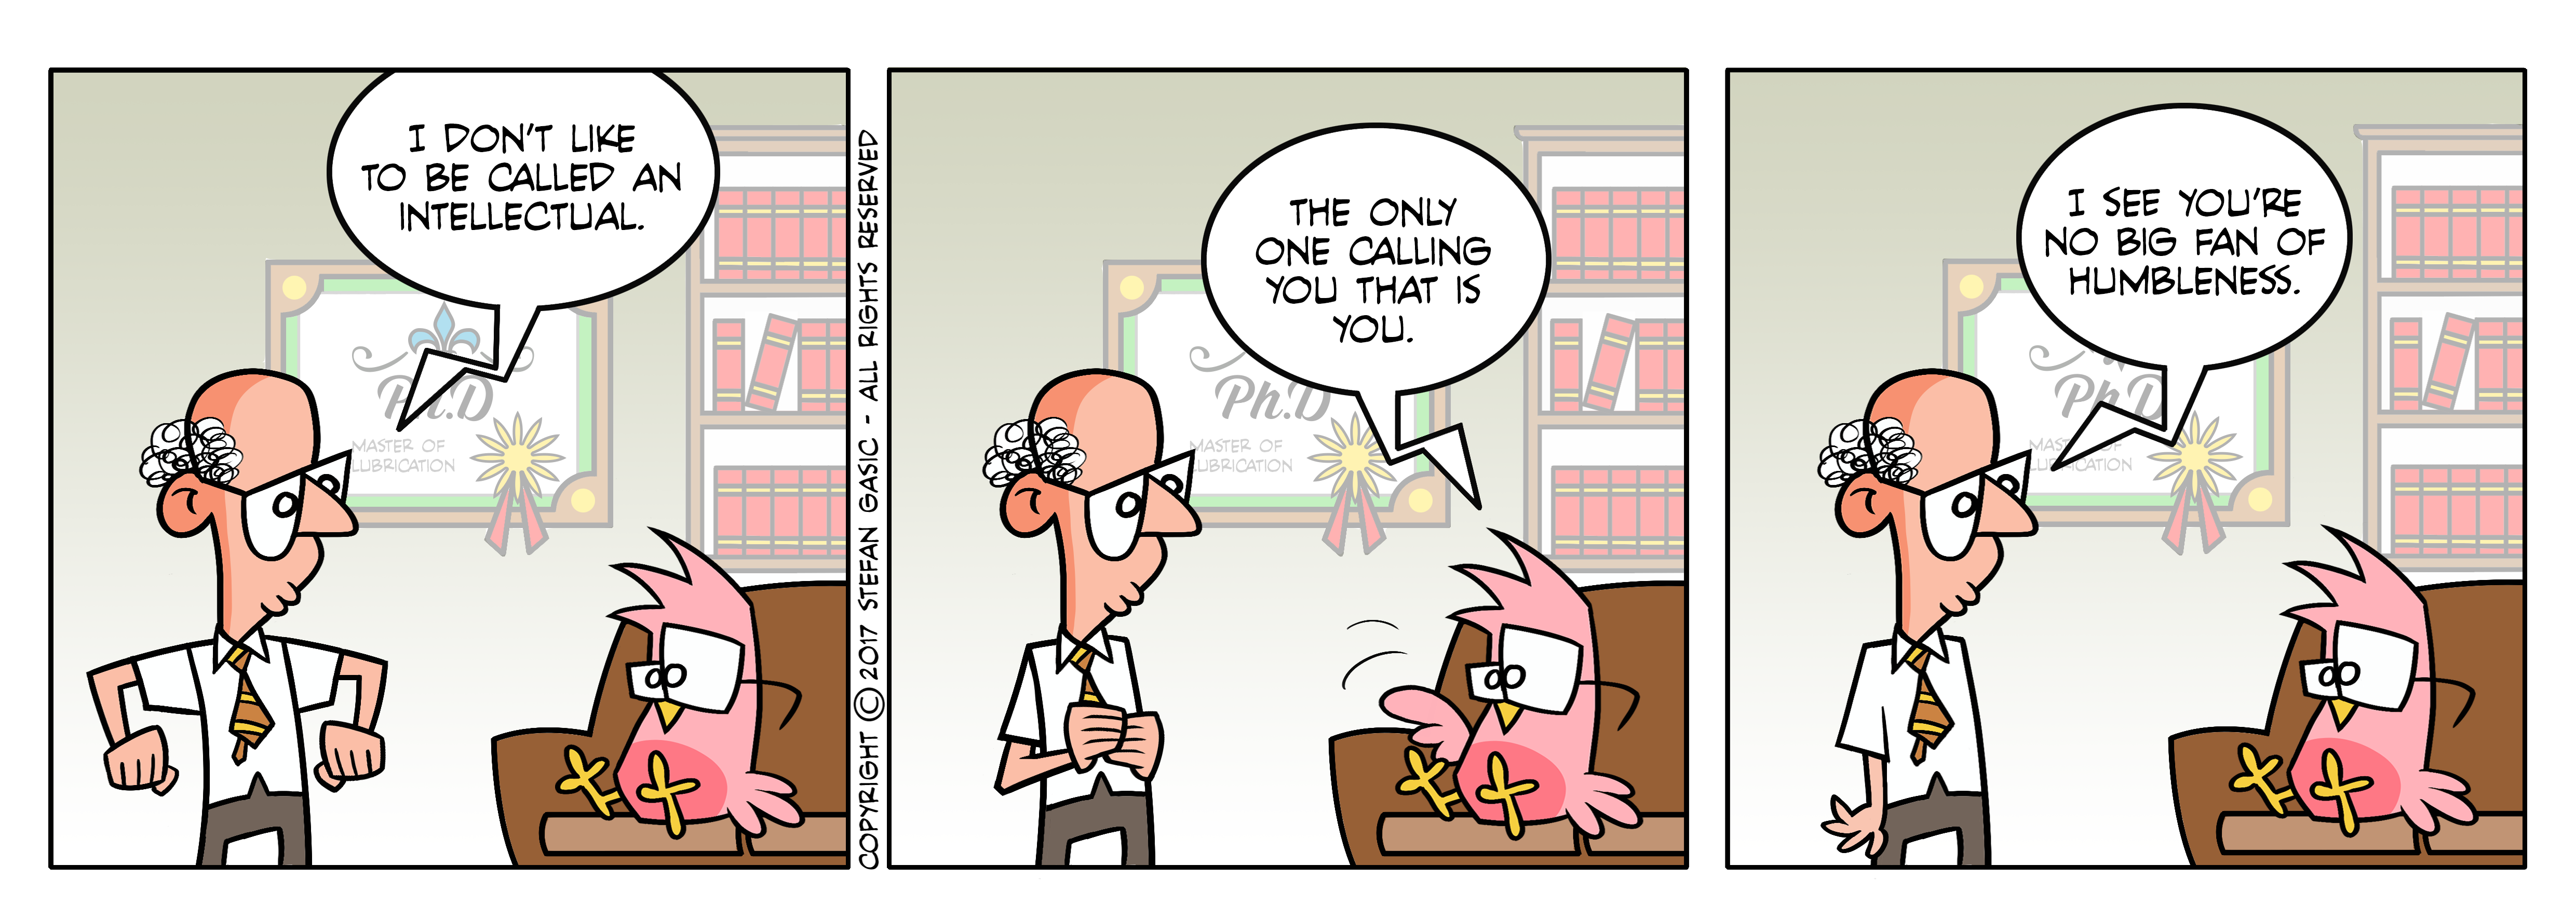 I DON'T LIKE
TO BE CALLED AN
INTELLECTUAL.
Ph.D
MASTER OF
LUBRICATION
COPYRIGHT © 2017 STEFAN GASIC - ALL RIGHTS RESERVED
THE ONLY
ONE CALLING
YOU THAT IS
YOU.
Ph.D
MASTER OF
LUBRICATION
I SEE YOU'RE
NO BIG FAN OF
HUMBLENESS.
Ph.D